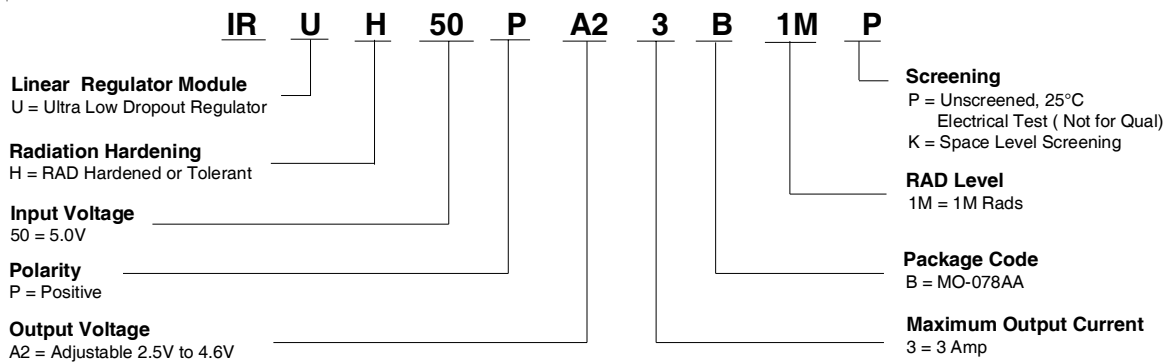 IR U H 50 P A2 3 B 1M P
Linear Regulator Module
U = Ultra Low Dropout Regulator
Radiation Hardening
H = RAD Hardened or Tolerant
Input Voltage
50 = 5.0V
Polarity
P = Positive
Output Voltage
A2 = Adjustable 2.5V to 4.6V
Screening
P = Unscreened, 25°C
Electrical Test ( Not for Qual)
K = Space Level Screening
RAD Level
1M = 1M Rads
Package Code
B = MO-078AA
Maximum Output Current
3 = 3 Amp